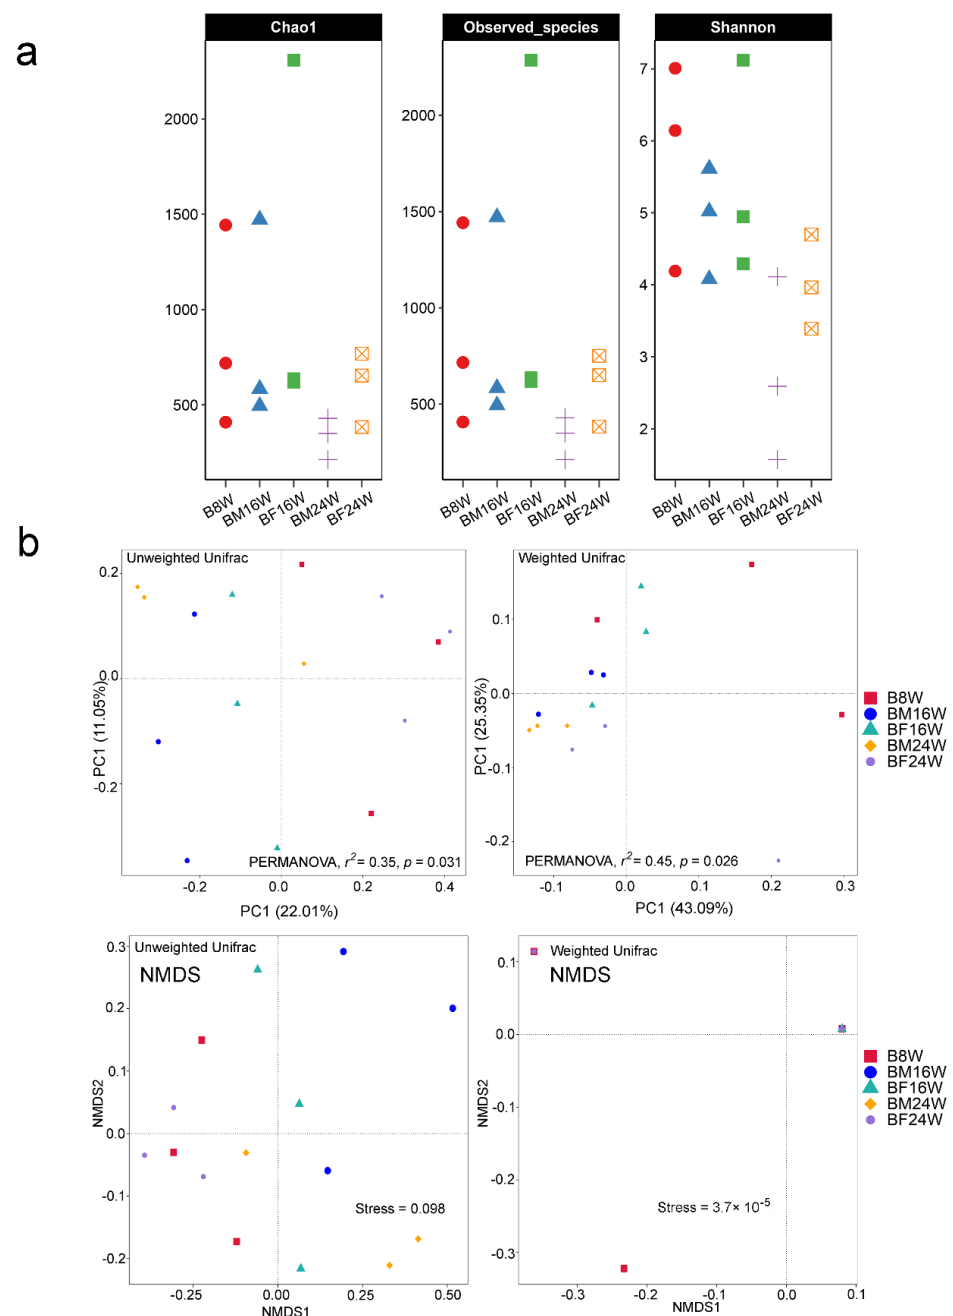 a
Chao1
Observed_species
Shannon
2000
1500
1000
500
2000
1500
1000
500
7
6
5
4
3
2
B8W
BM16W
BF16W
BM24W
BF24W
B8W
BM16W
BF16W
BM24W
BF24W
B8W
BM16W
BF16W
BM24W
BF24W
b
Unweighted Unifrac
0.2
0.0
-0.2
PC1 (11.05%)
PERMANOVA, r²= 0.35, p = 0.031
-0.2
0.0
0.2
0.4
PC1 (22.01%)
Weighted Unifrac
0.1
0.0
-0.1
-0.2
PC1 (25.35%)
PERMANOVA, r²= 0.45, p = 0.026
-0.1
0.0
0.1
0.2
0.3
PC1 (43.09%)
B8W
BM16W
BF16W
BM24W
BF24W
Unweighted Unifrac
NMDS
0.3
0.2
0.1
0.0
-0.1
-0.2
NMDS2
Stress = 0.098
-0.25
0.00
0.25
0.50
NMDS1
Weighted Unifrac
NMDS
0.1
0.0
-0.1
-0.2
-0.3
NMDS2
Stress = 3.7× 10⁻⁵
-0.3
-0.2
-0.1
0.0
0.1
NMDS1
B8W
BM16W
BF16W
BM24W
BF24W